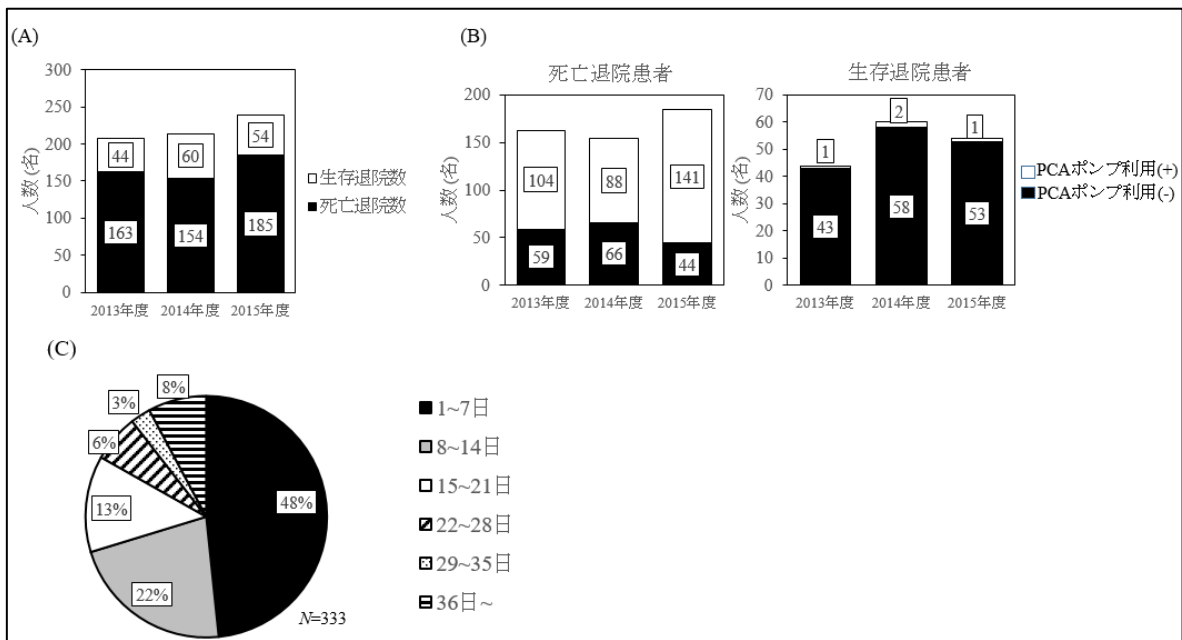 (A)
300
250
200
150
100
50
0
人数 (名)
44
60
54
163
154
185
2013年度 2014年度 2015年度
□生存退院数
■死亡退院数
(B)
死亡退院患者
200
150
100
50
0
人数 (名)
104
88
141
59
66
44
2013年度 2014年度 2015年度
生存退院患者
70
60
50
40
30
20
10
0
人数 (名)
1
2
1
43
58
53
2013年度 2014年度 2015年度
□PCAポンプ利用(+)
■PCAポンプ利用(-)
(C)
8%
3%
6%
13%
22%
48%
N=333
1~7日
8~14日
15~21日
22~28日
29~35日
36日~